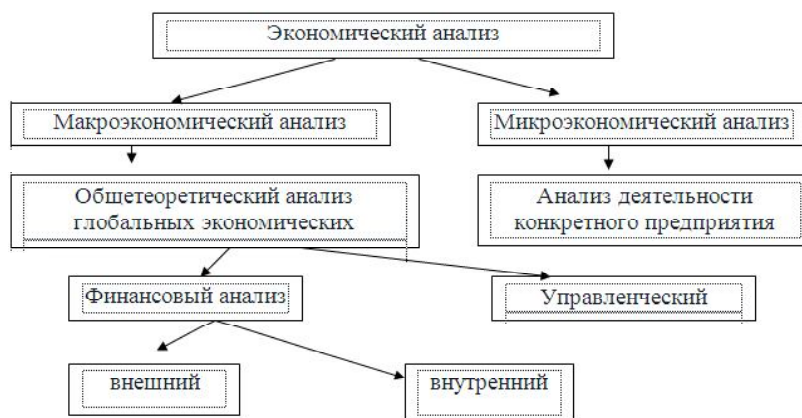 Экономический анализ
Макроэкономический анализ
Микроэкономический анализ
Общетеоретический анализ
глобальных экономических
Анализ деятельности
конкретного предприятия
Финансовый анализ
Управленческий
внешний
внутренний